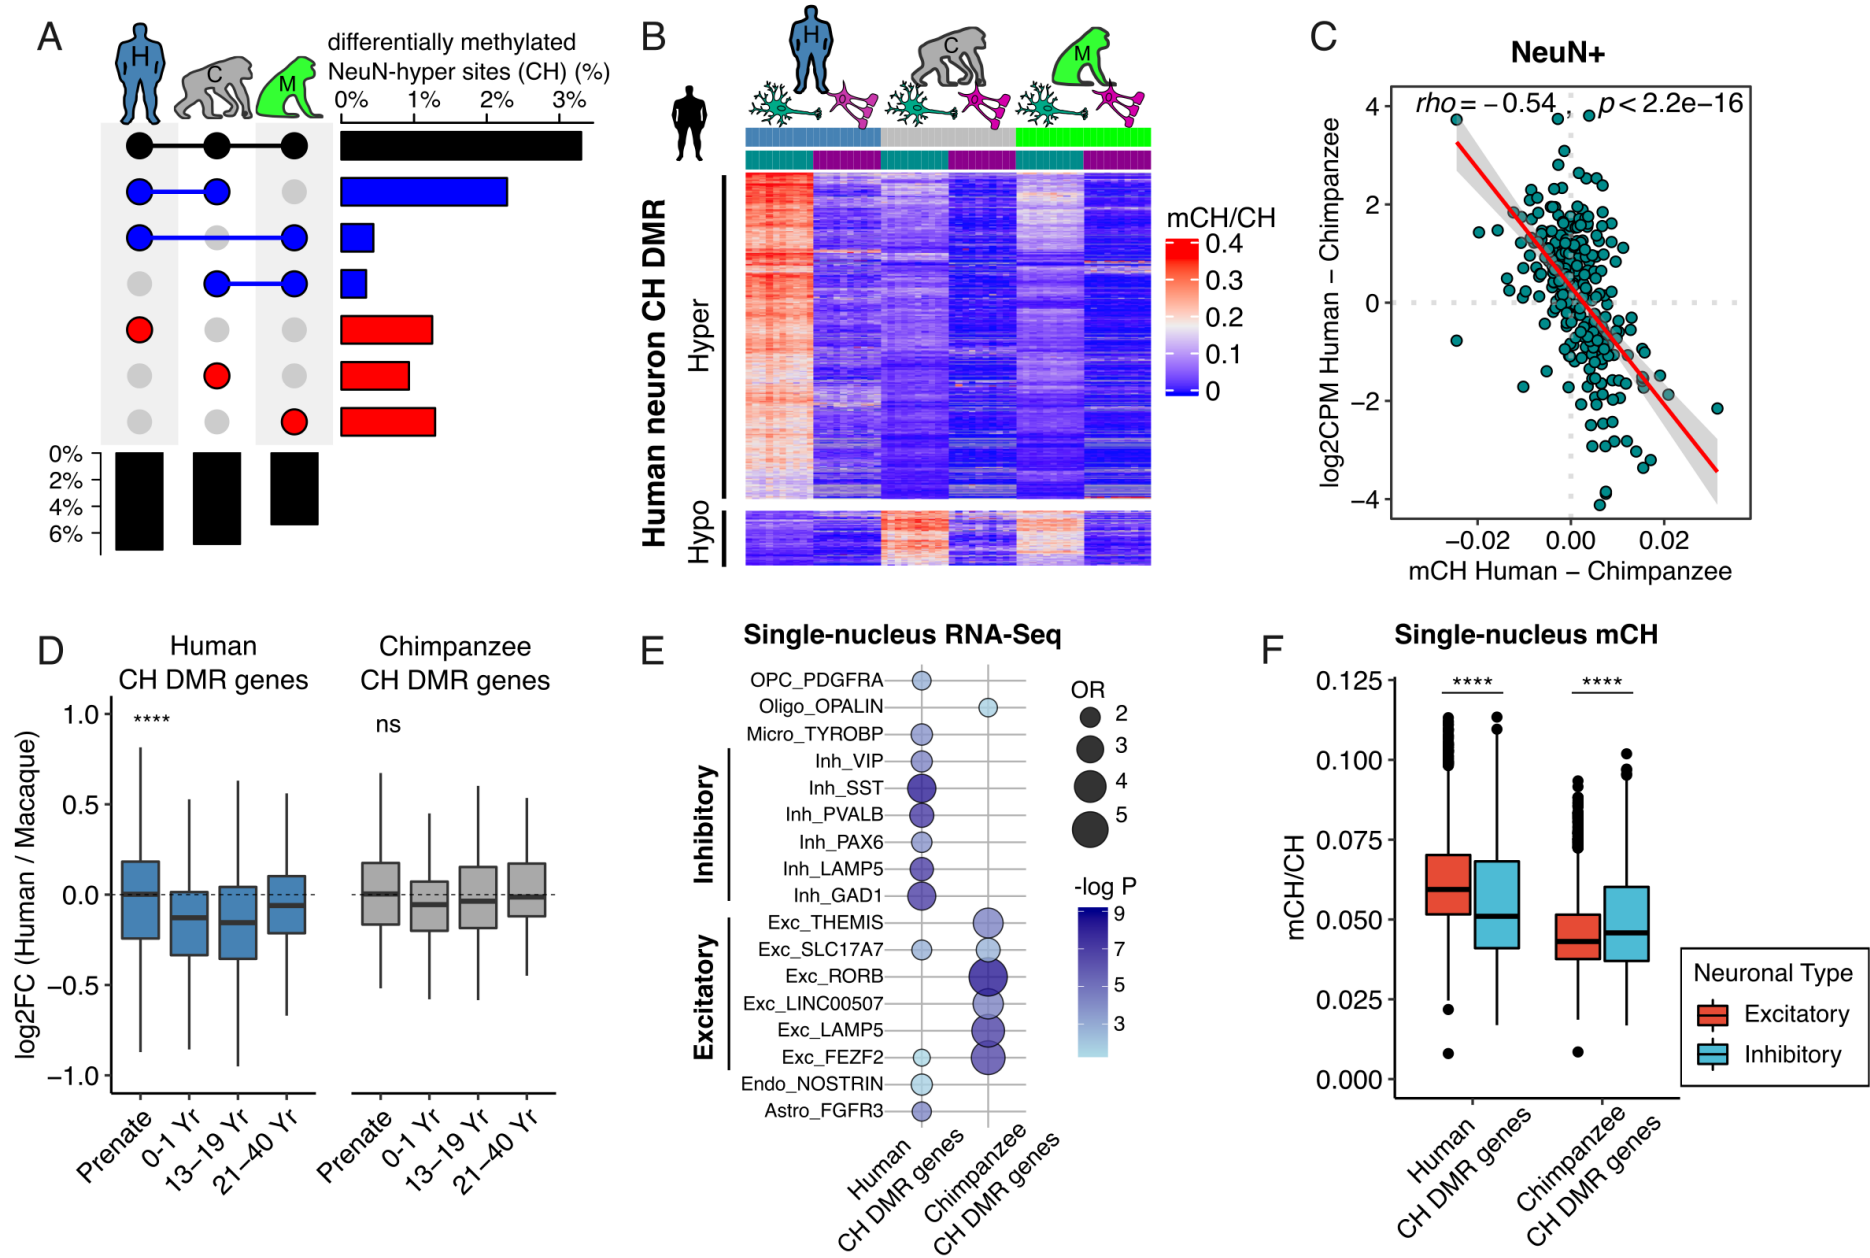 A
H
C
M
differentially methylated
NeuN-hyper sites (CH) (%)
0%
1%
2%
3%
0%
2%
4%
6%
B
H
C
M
Human neuron CH DMR
Hyper
Hypo
mCH/CH
0.4
0.3
0.2
0.1
0
C
NeuN+
rho = −0.54, p < 2.2e−16
log2CPM Human − Chimpanzee
4
2
0
−2
−4
−0.02
0.00
0.02
mCH Human − Chimpanzee
D
Human
CH DMR genes
Chimpanzee
CH DMR genes
log2FC (Human / Macaque)
1.0
0.5
0.0
−0.5
−1.0
****
ns
Prenate
0-1 Yr
13−19 Yr
21−40 Yr
Prenate
0-1 Yr
13−19 Yr
21−40 Yr
E
Single-nucleus RNA-Seq
Inhibitory
Excitatory
OPC_PDGFRA
Oligo_OPALIN
Micro_TYROBP
Inh_VIP
Inh_SST
Inh_PVALB
Inh_PAX6
Inh_LAMP5
Inh_GAD1
Exc_THEMIS
Exc_SLC17A7
Exc_RORB
Exc_LINC00507
Exc_LAMP5
Exc_FEZF2
Endo_NOSTRIN
Astro_FGFR3
Human
CH DMR genes
Chimpanzee
CH DMR genes
OR
2
3
4
5
-log P
9
7
5
3
F
Single-nucleus mCH
mCH/CH
0.125
0.100
0.075
0.050
0.025
0.000
****
****
Human
CH DMR genes
Chimpanzee
CH DMR genes
Neuronal Type
Excitatory
Inhibitory